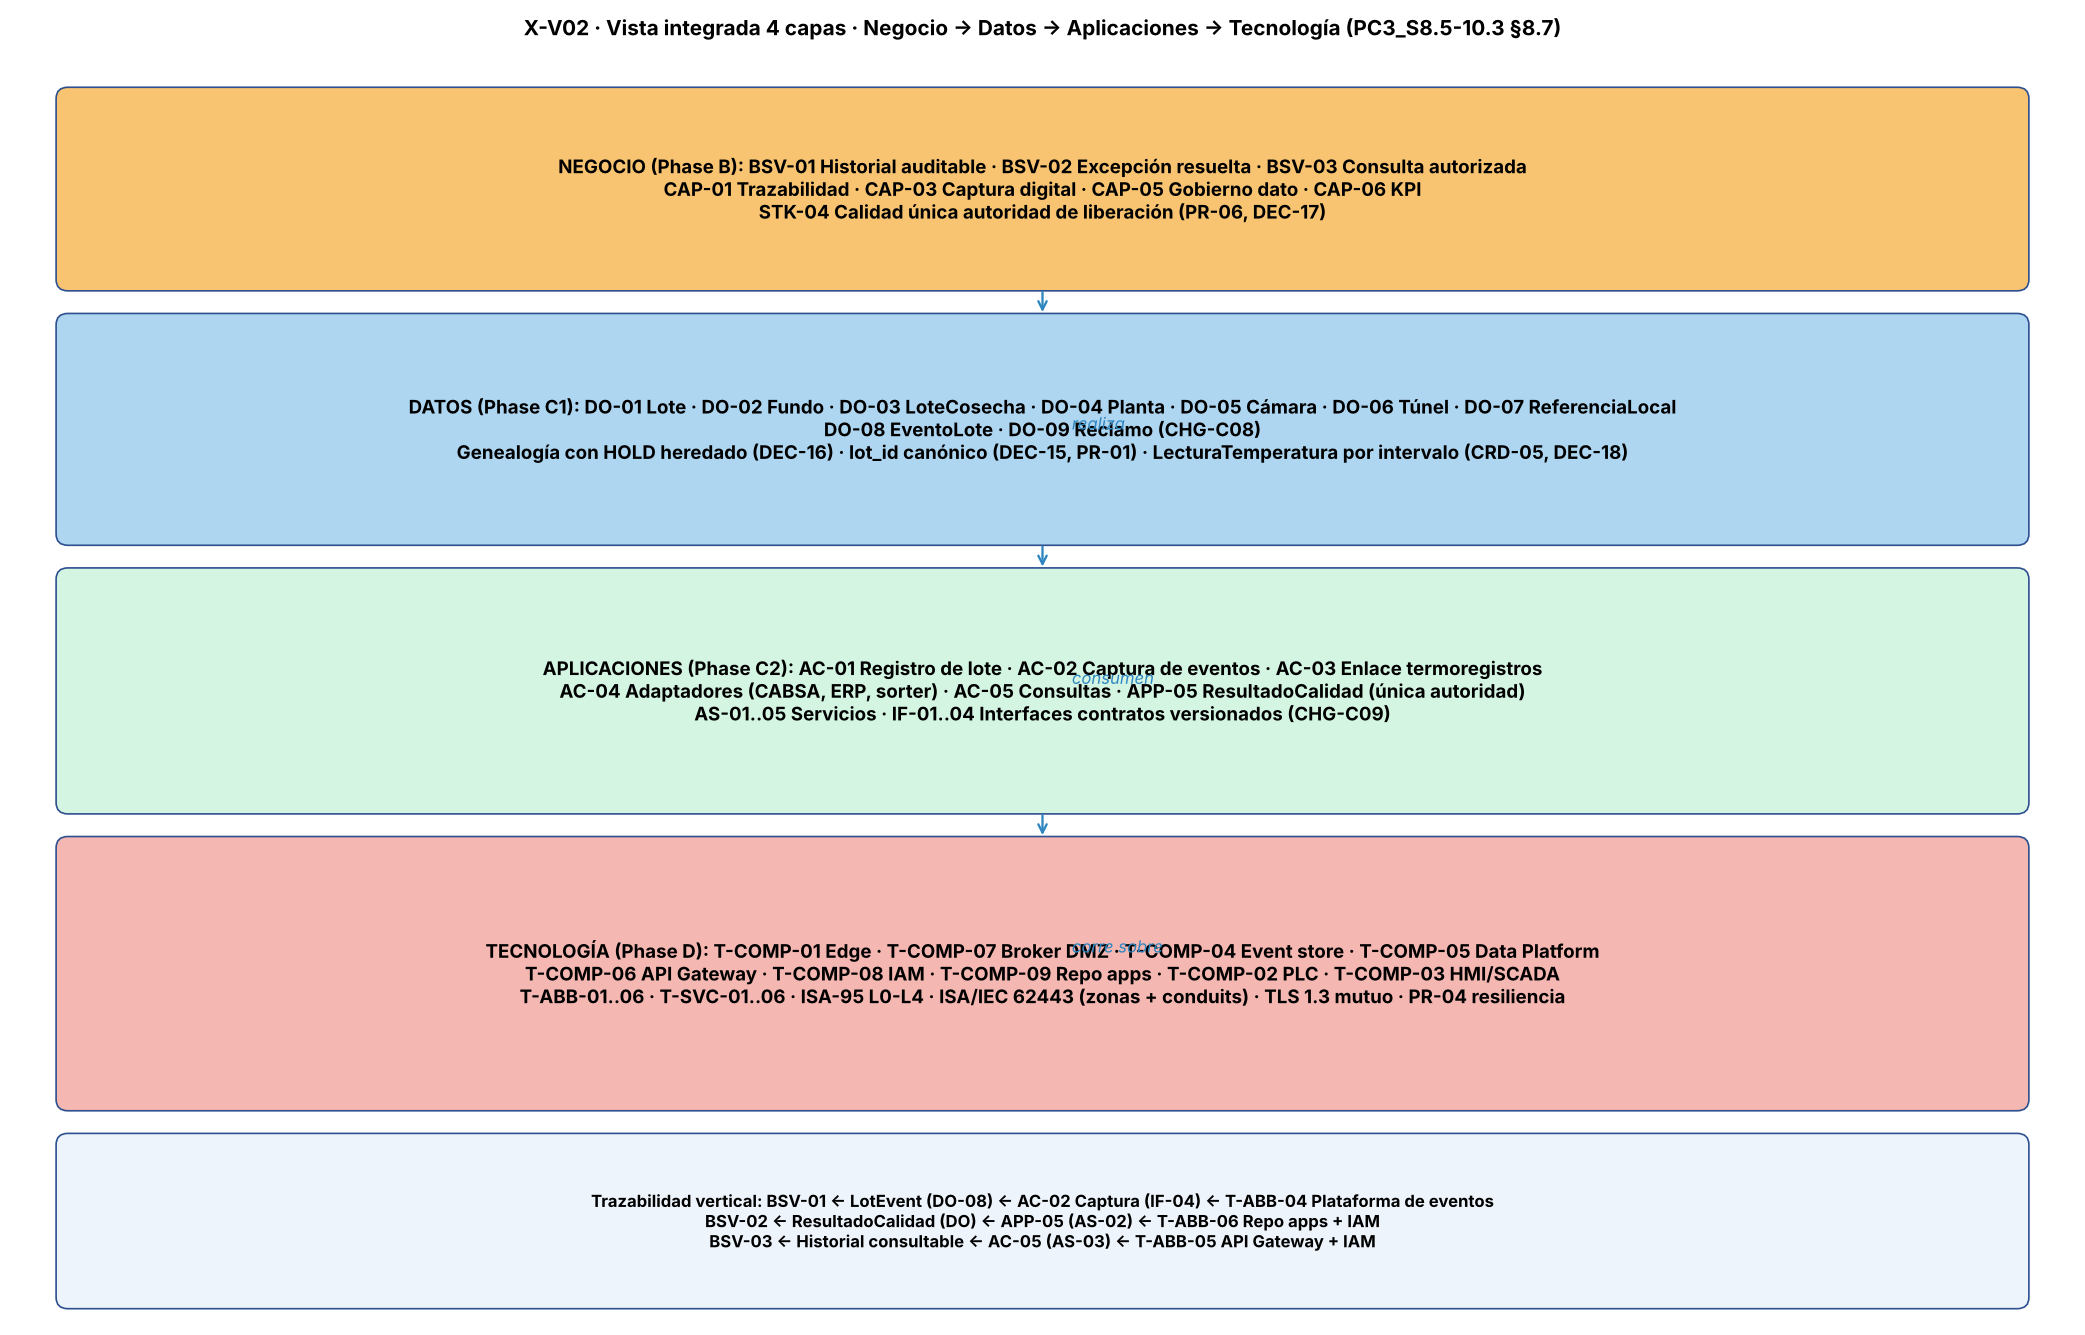 X-V02 · Vista integrada 4 capas · Negocio → Datos → Aplicaciones → Tecnología (PC3_S8.5-10.3 §8.7)
NEGOCIO (Phase B): BSV-01 Historial auditable · BSV-02 Excepción resuelta · BSV-03 Consulta autorizada
CAP-01 Trazabilidad · CAP-03 Captura digital · CAP-05 Gobierno dato · CAP-06 KPI
STK-04 Calidad única autoridad de liberación (PR-06, DEC-17)
DATOS (Phase C1): DO-01 Lote · DO-02 Fundo · DO-03 LoteCosecha · DO-04 Planta · DO-05 Cámara · DO-06 Túnel · DO-07 ReferenciaLocal
realiza
DO-08 EventoLote · DO-09 Reclamo (CHG-C08)
Genealogía con HOLD heredado (DEC-16) · lot_id canónico (DEC-15, PR-01) · LecturaTemperatura por intervalo (CRD-05, DEC-18)
APLICACIONES (Phase C2): AC-01 Registro de lote · AC-02 Captura de eventos · AC-03 Enlace termoregistros
consumen
AC-04 Adaptadores (CABSA, ERP, sorter) · AC-05 Consultas · APP-05 ResultadoCalidad (única autoridad)
AS-01..05 Servicios · IF-01..04 Interfaces contratos versionados (CHG-C09)
corre sobre
TECNOLOGÍA (Phase D): T-COMP-01 Edge · T-COMP-07 Broker DMZ · T-COMP-04 Event store · T-COMP-05 Data Platform
T-COMP-06 API Gateway · T-COMP-08 IAM · T-COMP-09 Repo apps · T-COMP-02 PLC · T-COMP-03 HMI/SCADA
T-ABB-01..06 · T-SVC-01..06 · ISA-95 L0-L4 · ISA/IEC 62443 (zonas + conduits) · TLS 1.3 mutuo · PR-04 resiliencia
Trazabilidad vertical: BSV-01 ← LotEvent (DO-08) ← AC-02 Captura (IF-04) ← T-ABB-04 Plataforma de eventos
BSV-02 ← ResultadoCalidad (DO) ← APP-05 (AS-02) ← T-ABB-06 Repo apps + IAM
BSV-03 ← Historial consultable ← AC-05 (AS-03) ← T-ABB-05 API Gateway + IAM